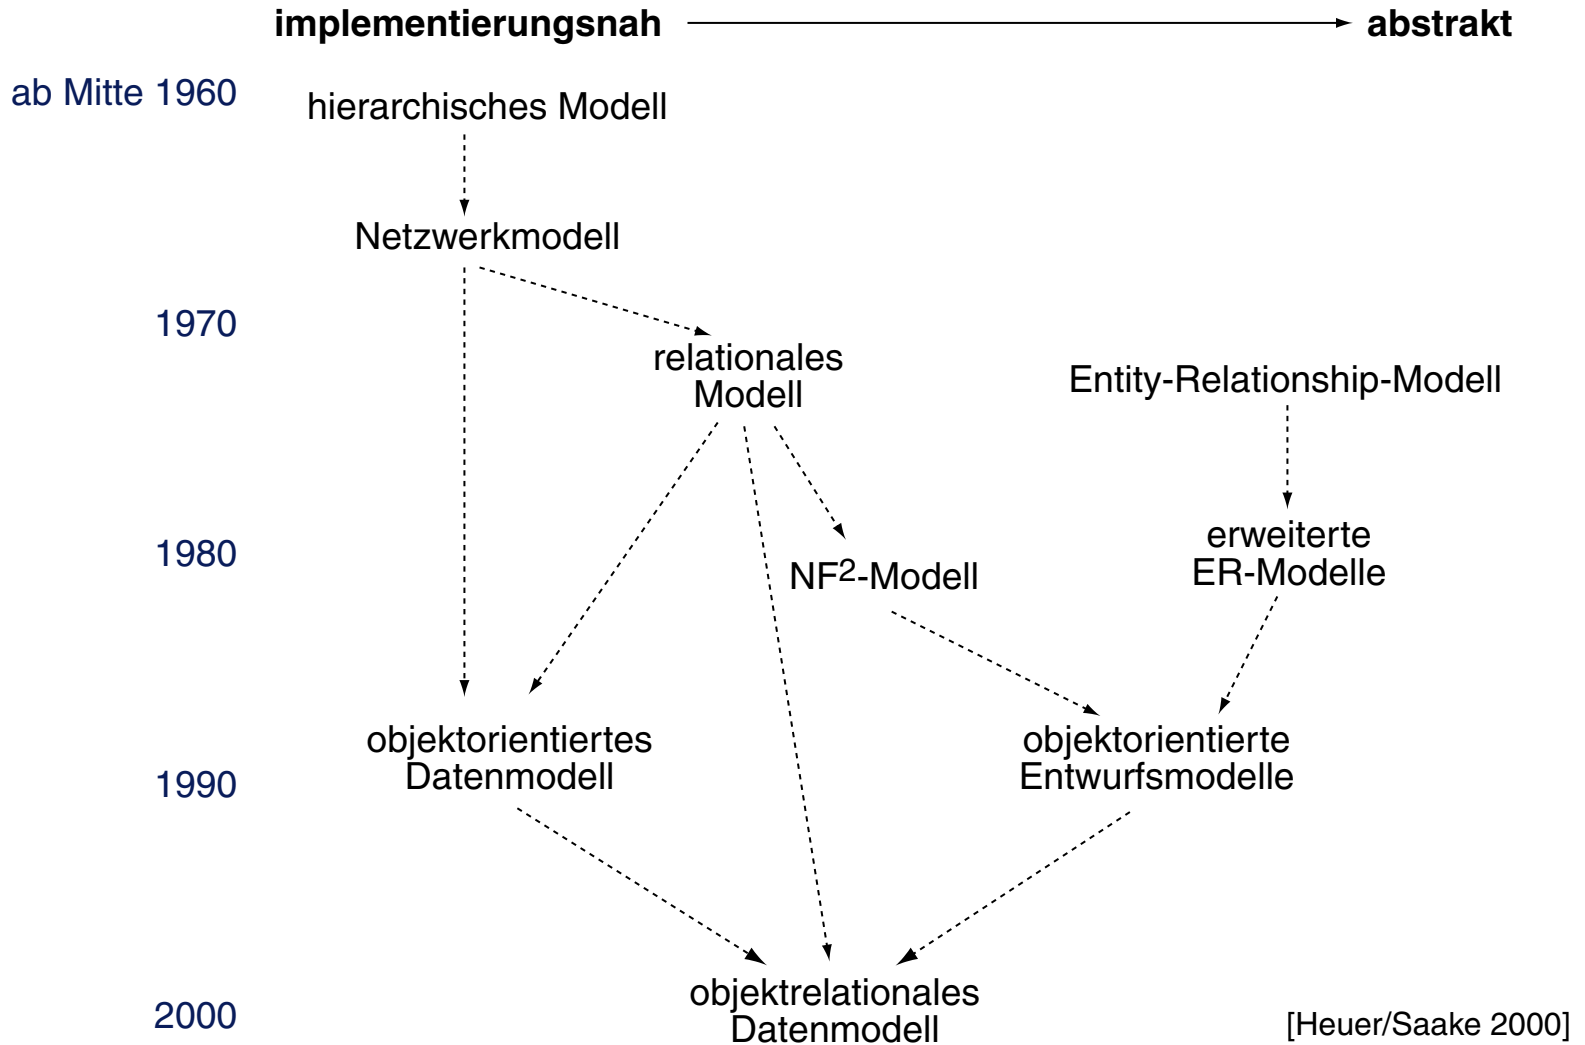 implementierungsnah
abstrakt
ab Mitte 1960
hierarchisches Modell
Netzwerkmodell
1970
relationales
Modell
Entity-Relationship-Modell
1980
erweiterte
ER-Modelle
NF²-Modell
objektorientiertes
Datenmodell
objektorientierte
Entwurfsmodelle
1990
objektrelationales
Datenmodell
2000
[Heuer/Saake 2000]